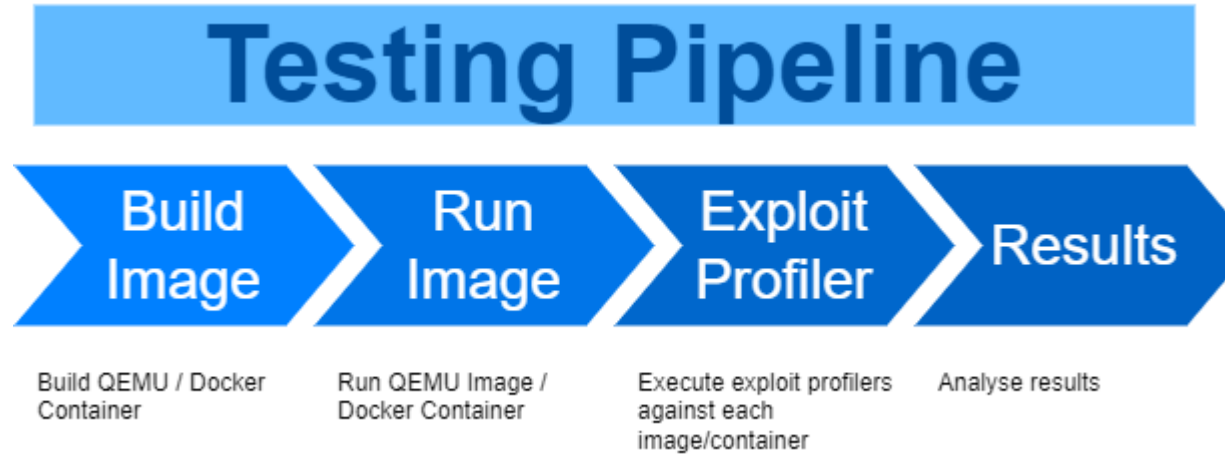 Testing Pipeline
Build
Image
Run
Image
Exploit
Profiler
Results
Build QEMU / Docker
Container
Run QEMU Image /
Docker Container
Execute exploit profilers
against each
image/container
Analyse results